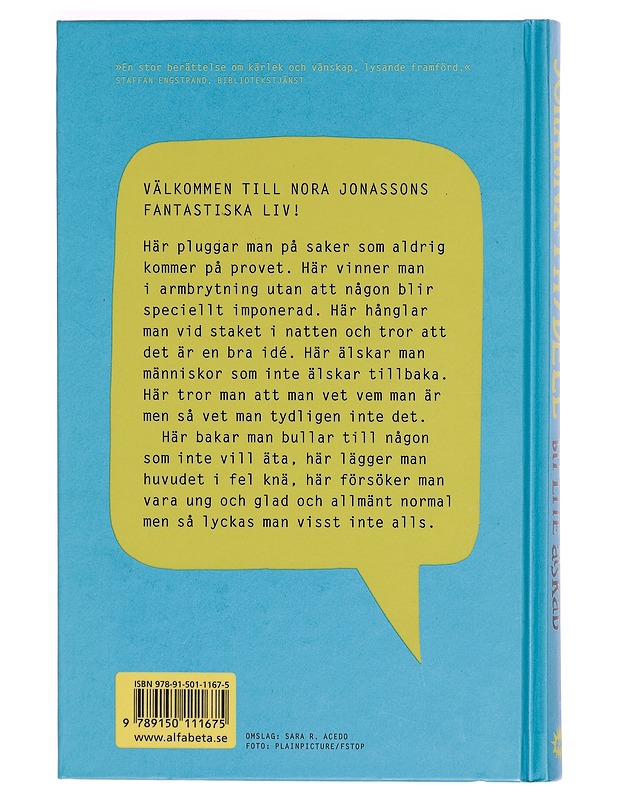 »En stor berättelse om kärlek och vänskap, lysande framförd.«
STAFFAN ENGSTRAND, BIBLIOTEKSTJÄNST
VÄLKOMMEN TILL NORA JONASSONS
FANTASTISKA LIV!
Här pluggar man på saker som aldrig
kommer på provet. Här vinner man
i armbrytning utan att någon blir
speciellt imponerad. Här hånglar
man vid staket i natten och tror att
det är en bra idé. Här älskar man
människor som inte älskar tillbaka.
Här tror man att man vet vem man är
men så vet man tydligen inte det.
Här bakar man bullar till någon
som inte vill äta, här lägger man
huvudet i fel knä, här försöker man
vara ung och glad och allmänt normal
men så lyckas man visst inte alls.
ISBN 978-91-501-1167-5
9 789150 111675
www.alfabeta.se
OMSLAG: SARA R. ACEDO
FOTO: PLAINPICTURE/FSTOP